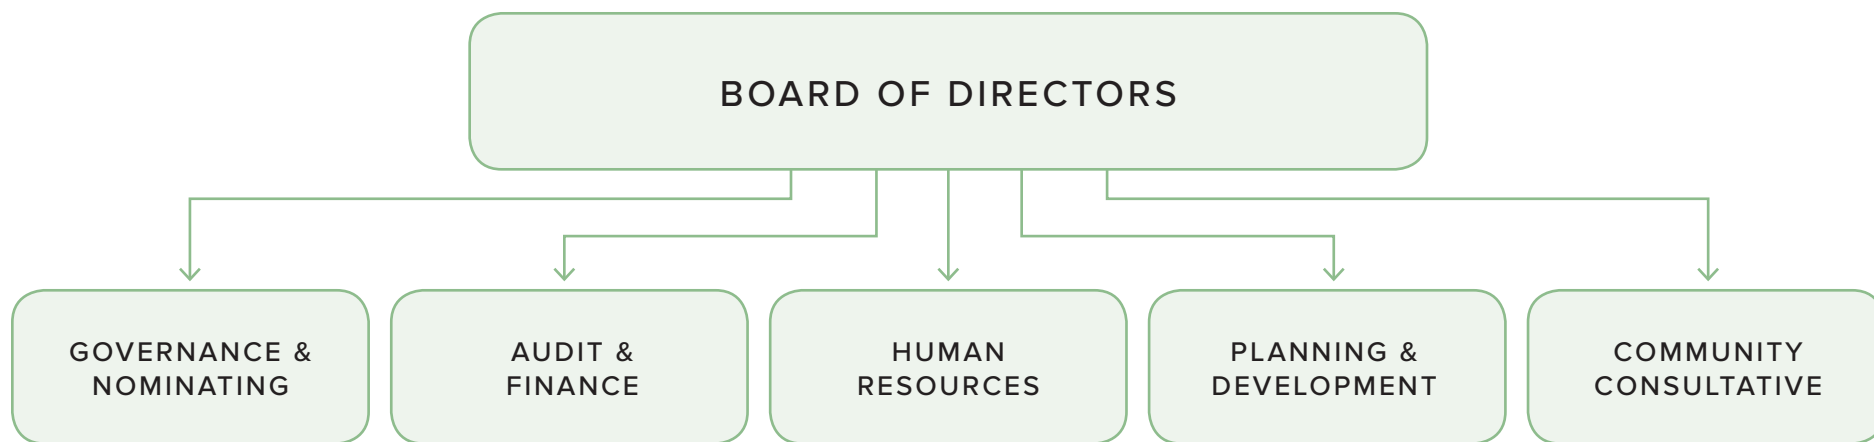 BOARD OF DIRECTORS
GOVERNANCE &
NOMINATING
AUDIT &
FINANCE
HUMAN
RESOURCES
PLANNING &
DEVELOPMENT
COMMUNITY
CONSULTATIVE